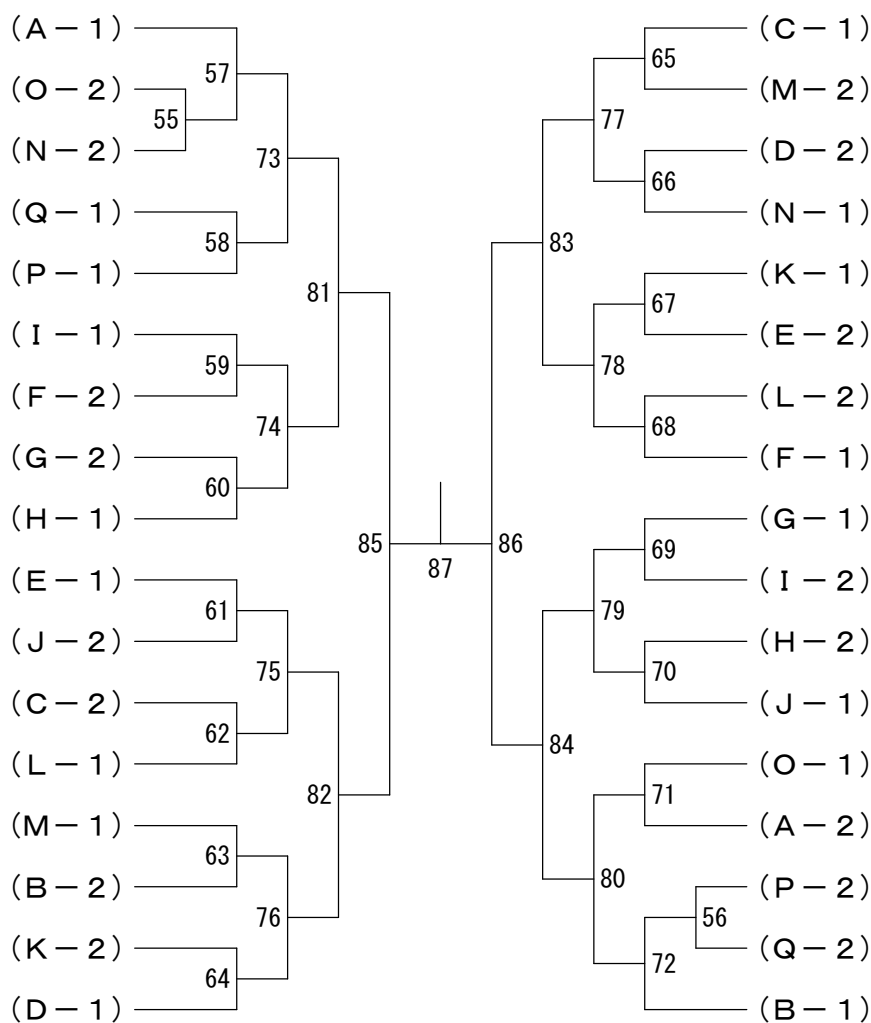 (A－1)
(O－2)
(N－2)
(Q－1)
(P－1)
(I－1)
(F－2)
(G－2)
(H－1)
(E－1)
(J－2)
(C－2)
(L－1)
(M－1)
(B－2)
(K－2)
(D－1)
55
57
58
59
60
61
62
63
64
73
74
75
76
81
82
85
87
86
83
84
77
78
79
80
65
66
67
68
69
70
71
72
56
(C－1)
(M－2)
(D－2)
(N－1)
(K－1)
(E－2)
(L－2)
(F－1)
(G－1)
(I－2)
(H－2)
(J－1)
(O－1)
(A－2)
(P－2)
(Q－2)
(B－1)